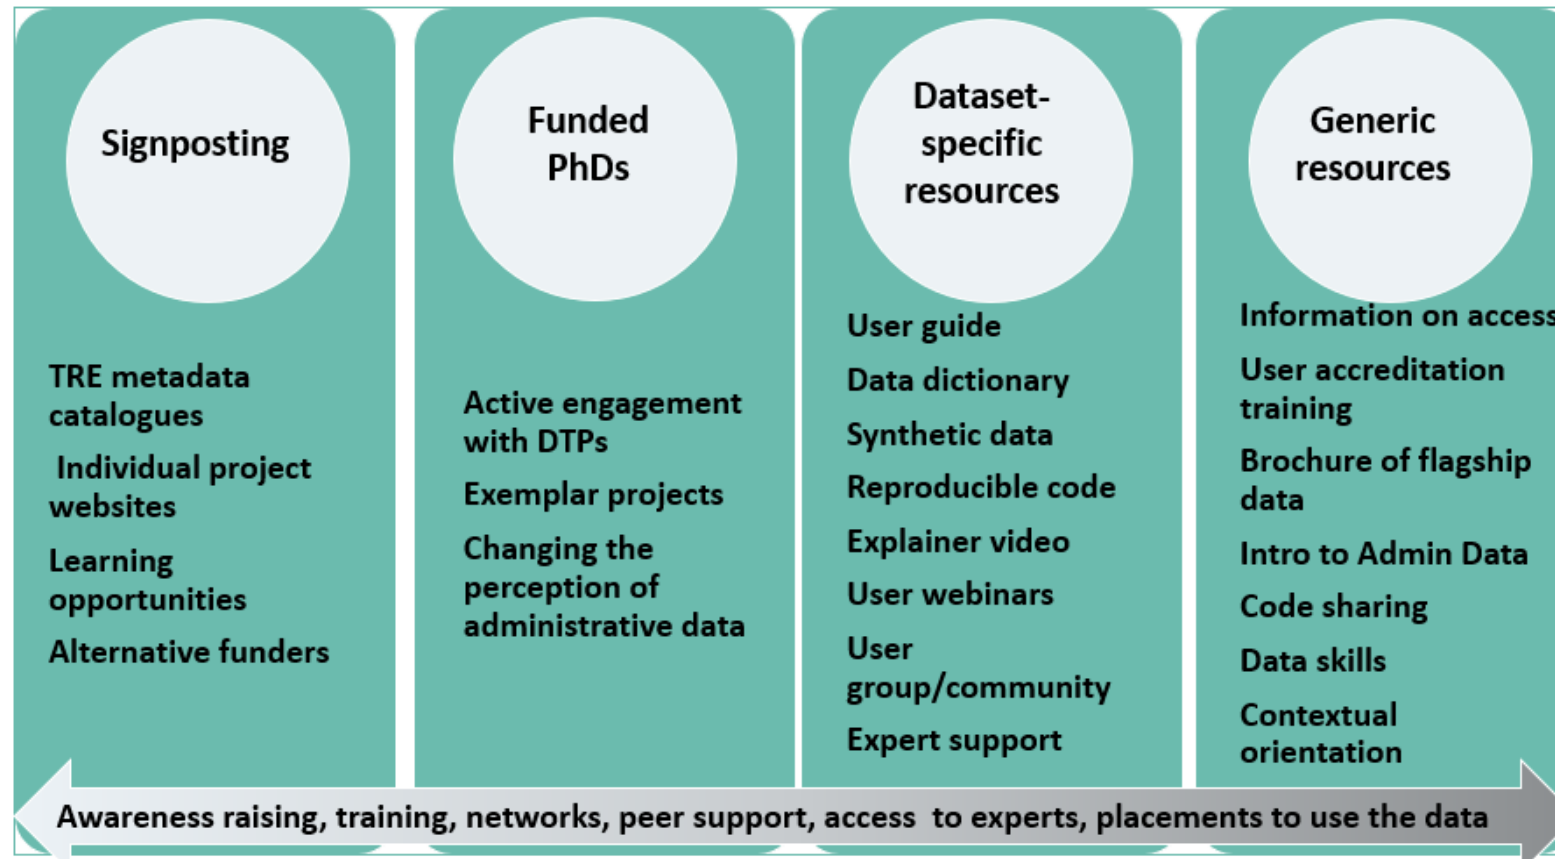 Signposting
TRE metadata
catalogues
Individual project
websites
Learning
opportunities
Alternative funders
Funded
PhDs
Active engagement
with DTPs
Exemplar projects
Changing the
perception of
administrative data
Dataset-
specific
resources
User guide
Data dictionary
Synthetic data
Reproducible code
Explainer video
User webinars
User
group/community
Expert support
Generic
resources
Information on access
User accreditation
training
Brochure of flagship
data
Intro to Admin Data
Code sharing
Data skills
Contextual
orientation
Awareness raising, training, networks, peer support, access to experts, placements to use the data